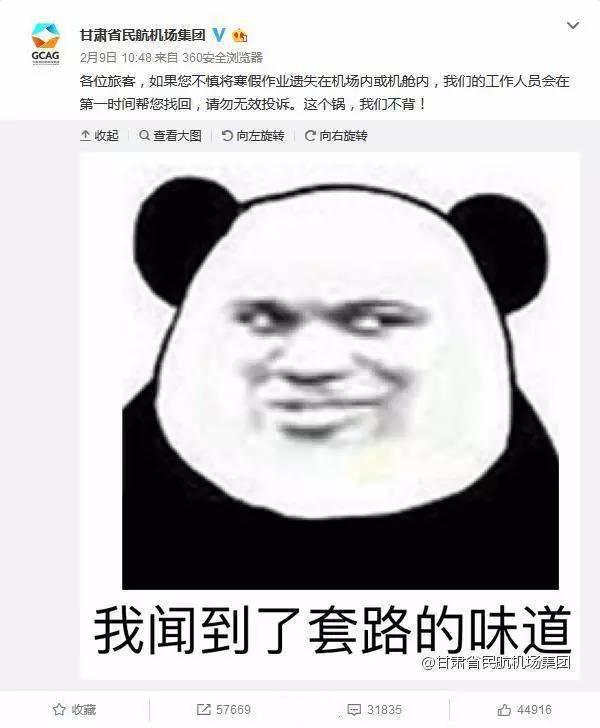 甘肃省民航机场集团
GCAG
2月9日 10:48 来自 360安全浏览器
各位旅客，如果您不慎将寒假作业遗失在机场内或机舱内，我们的工作人员会在
第一时间帮您找回，请勿无效投诉。这个锅，我们不背！
收起 查看大图 向左旋转 向右旋转
我闻到了套路的味道
@甘肃省民航机场集团
收藏 57669 31835 44916